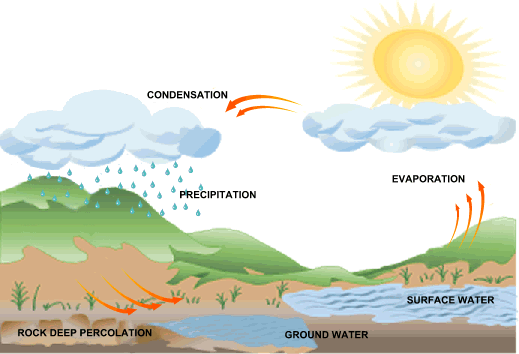 CONDENSATION
PRECIPITATION
EVAPORATION
SURFACE WATER
ROCK DEEP PERCOLATION
GROUND WATER